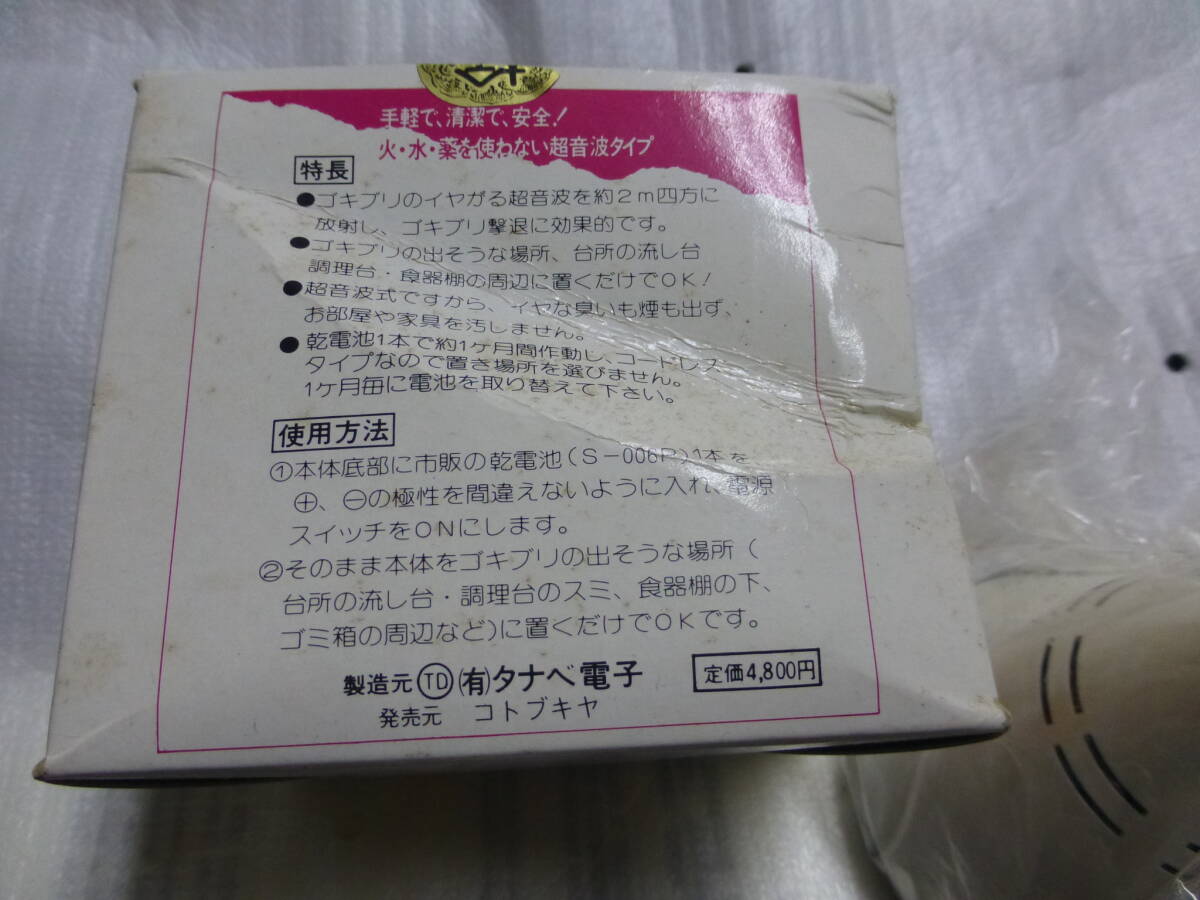 手軽で、清潔で、安全!
火・水・薬を使わない超音波タイプ
特長
●ゴキブリのイヤがる超音波を約2m四方に
放射し、ゴキブリ撃退に効果的です。
●ゴキブリの出そうな場所、台所の流し台
調理台・食器棚の周辺に置くだけでOK!
●超音波式ですから、イヤな臭いも煙も出ず、
お部屋や家具を汚しません。
●乾電池1本で約1ケ月間作動し、コードレス
タイプなので置き場所を選びません。
1ケ月毎に電池を取り替えて下さい。
使用方法
①本体底部に市販の乾電池(S-006P)1本を
⊕、⊖の極性を間違えないように入れ、電源
スイッチをONにします。
②そのまま本体をゴキブリの出そうな場所(
台所の流し台・調理台のスミ、食器棚の下、
ゴミ箱の周辺など)に置くだけでOKです。
製造元 TD (有)タナベ電子
定価4,800円
発売元 コトブキヤ